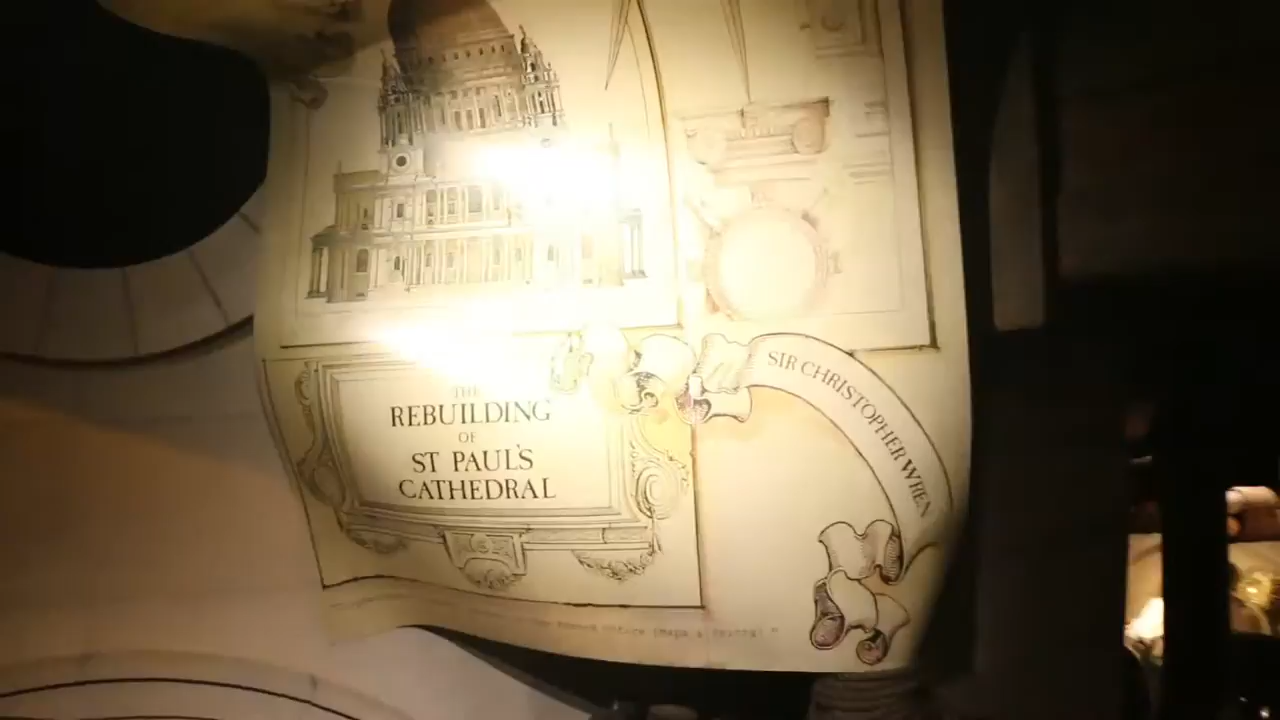 THE
REBUILDING
OF
ST PAUL'S
CATHEDRAL
SIR CHRISTOPHER WREN